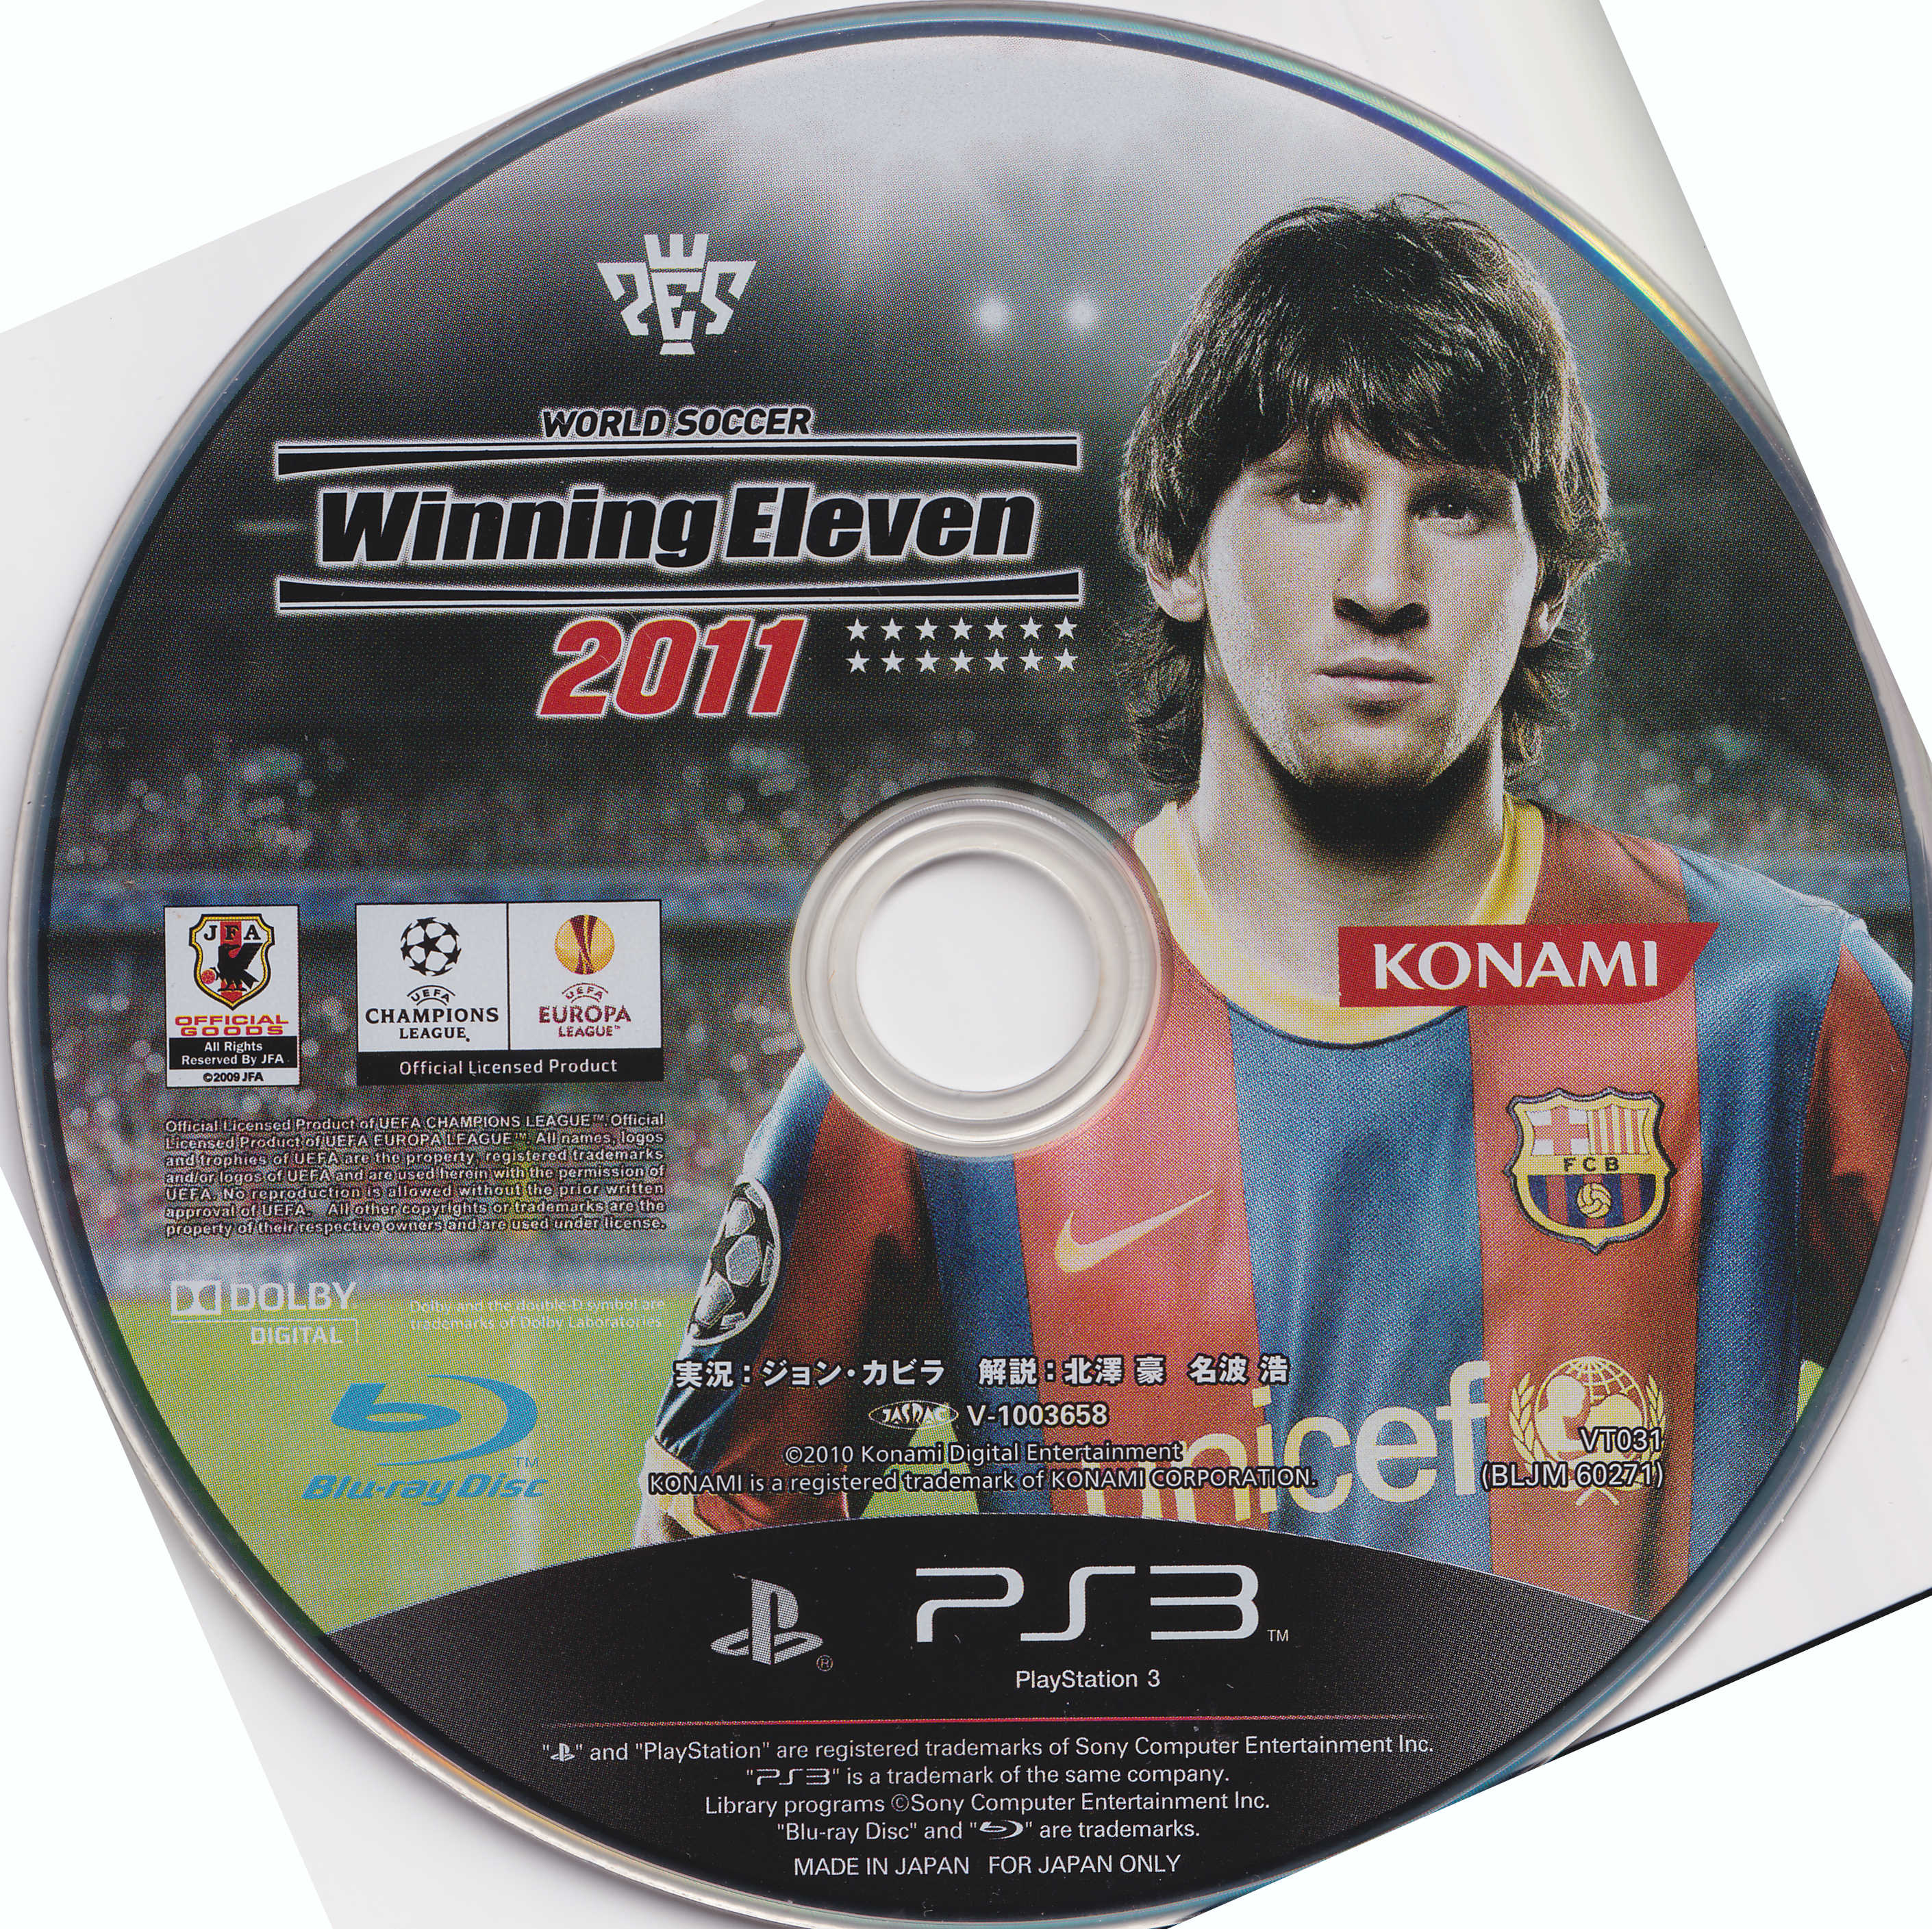 WE
PES
WORLD SOCCER
Winning Eleven
2011
KONAMI
JFA
OFFICIAL
GOODS
All Rights
Reserved By JFA
©2009 JFA
UEFA
CHAMPIONS
LEAGUE®
UEFA
EUROPA
LEAGUE™
Official Licensed Product
FCB
Official Licensed Product of UEFA CHAMPIONS LEAGUE™. Official
Licensed Product of UEFA EUROPA LEAGUE™. All names, logos
and trophies of UEFA are the property, registered trademarks
and/or logos of UEFA and are used herein with the permission of
UEFA. No reproduction is allowed without the prior written
approval of UEFA. All other copyrights or trademarks are the
property of their respective owners and are used under license.
DOLBY
DIGITAL
Dolby and the double-D symbol are
trademarks of Dolby Laboratories.
Blu-ray Disc™
実況：ジョン・カビラ 解説：北澤 豪 名波 浩
JASRAC V-1003658
unicef
©2010 Konami Digital Entertainment
KONAMI is a registered trademark of KONAMI CORPORATION.
VT031
(BLJM 60271)
® PS3™
PlayStation 3
"PS" and "PlayStation" are registered trademarks of Sony Computer Entertainment Inc.
"PS3" is a trademark of the same company.
Library programs ©Sony Computer Entertainment Inc.
"Blu-ray Disc" and "" are trademarks.
MADE IN JAPAN FOR JAPAN ONLY